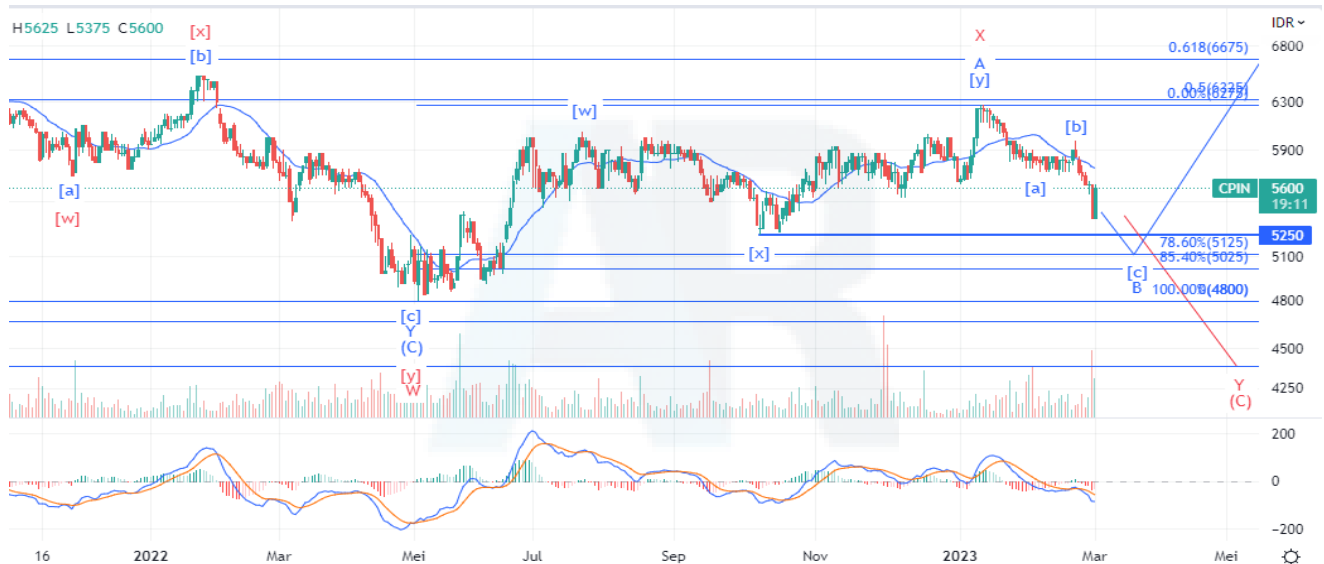 H5625 L5375 C5600
IDR
[x]
[b]
X
A
[y]
0.618(6675)
6800
0.5(6225)
0.00%(6275)
6300
[w]
[b]
5900
[a]
[w]
[a]
CPIN 5600
19:11
5250
[x]
78.60%(5125)
85.40%(5025)
5100
[c]
B
100.00%(4800)
4800
[c]
Y
(C)
[y]
W
4500
Y
(C)
4250
200
0
−200
16 2022 Mar Mei Jul Sep Nov 2023 Mar Mei